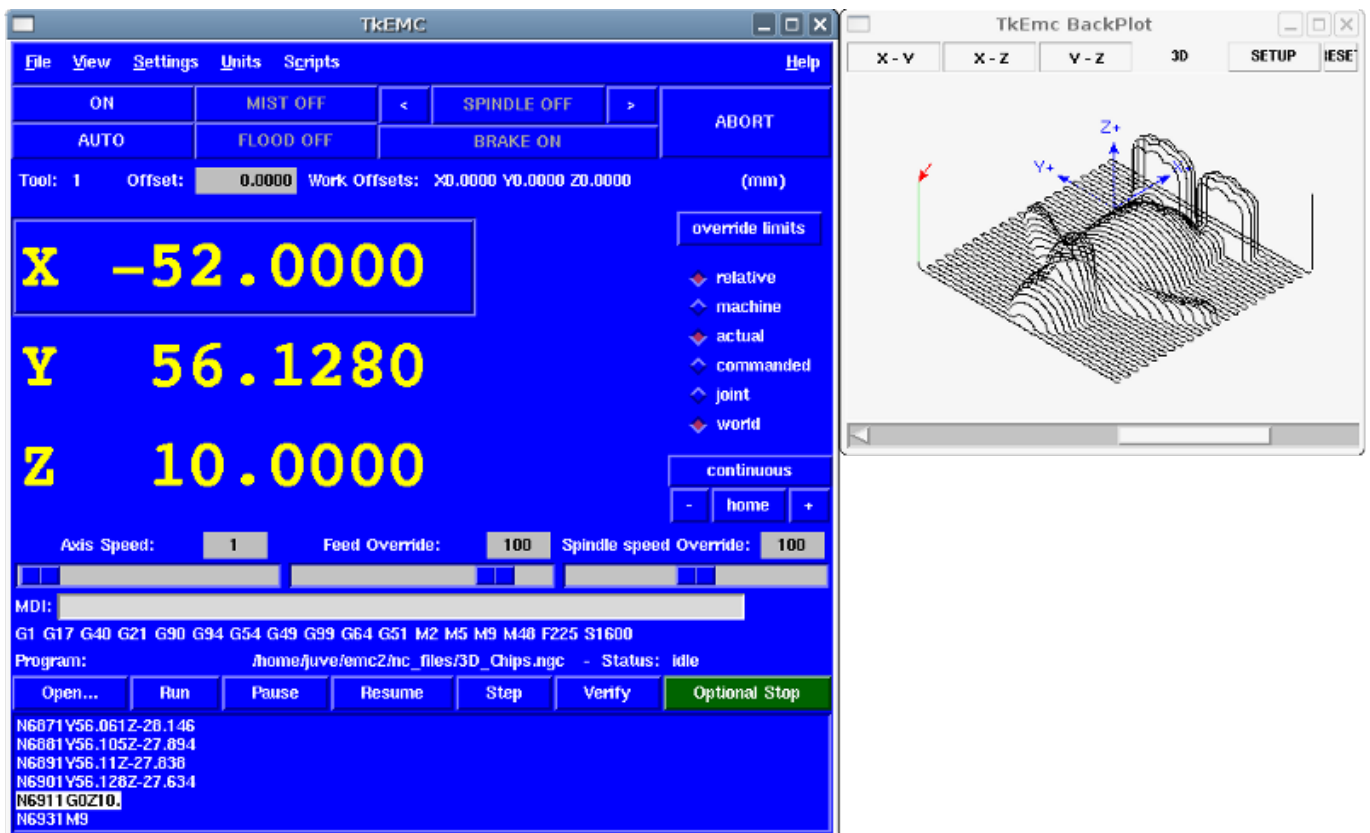 TkEMC
File View Settings Units Scripts Help
ON MIST OFF < SPINDLE OFF > ABORT
AUTO FLOOD OFF BRAKE ON
Tool: 1 Offset: 0.0000 Work Offsets: X0.0000 Y0.0000 Z0.0000 (mm)
override limits
X -52.0000
relative
machine
Y 56.1280
actual
commanded
joint
world
Z 10.0000
continuous
- home +
Axis Speed: 1 Feed Override: 100 Spindle speed Override: 100
MDI:
G1 G17 G40 G21 G90 G94 G54 G49 G99 G64 G51 M2 M5 M9 M48 F225 S1600
Program: /home/juve/emc2/nc_files/3D_Chips.ngc - Status: idle
Open... Run Pause Resume Step Verify Optional Stop
N6871Y56.061Z-28.146
N6881Y56.105Z-27.894
N6891Y56.11Z-27.838
N6901Y56.128Z-27.634
N6911G0Z10.
N6931M9
TkEmc BackPlot
X - Y X - Z Y - Z 3D SETUP RESET
Z+
Y+ X+